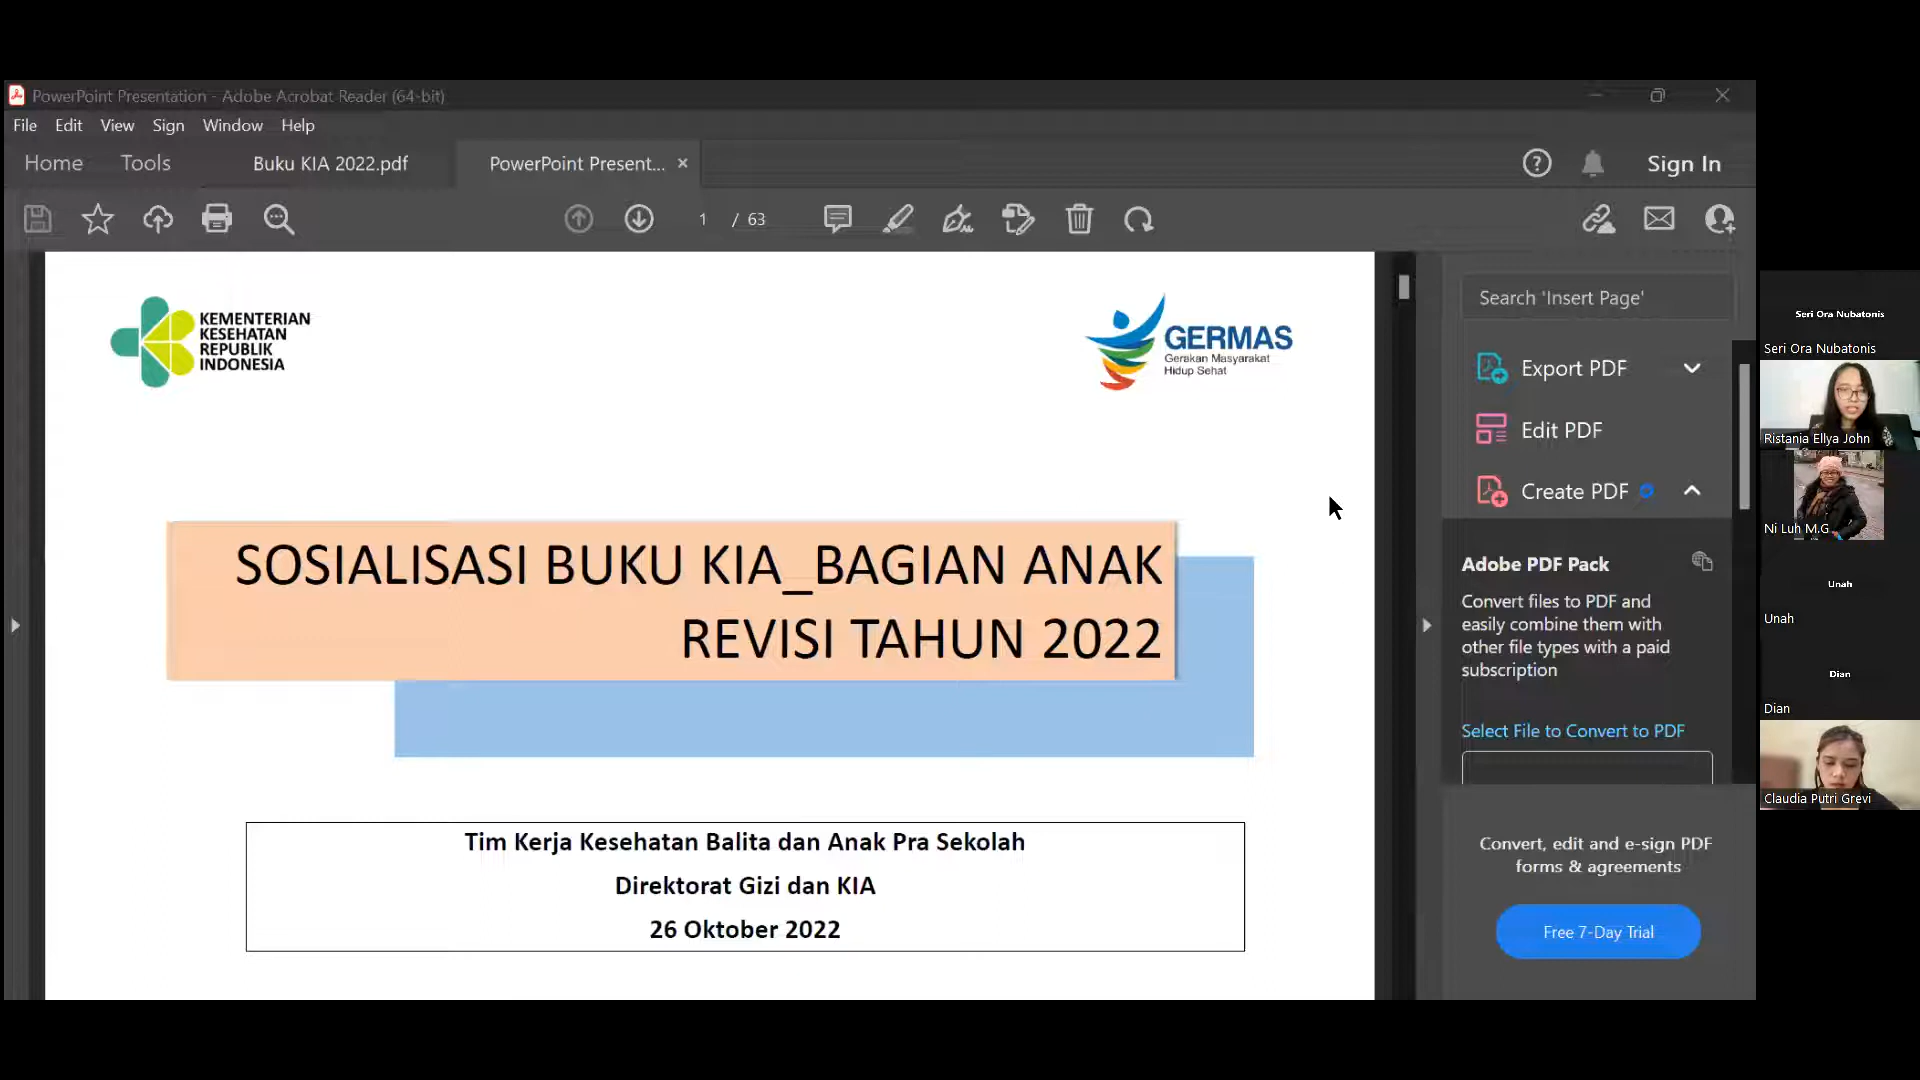 PowerPoint Presentation - Adobe Acrobat Reader (64-bit)
File Edit View Sign Window Help
Home Tools Buku KIA 2022.pdf PowerPoint Present... × Sign In
1 / 63
KEMENTERIAN
KESEHATAN
REPUBLIK
INDONESIA
GERMAS
Gerakan Masyarakat
Hidup Sehat
SOSIALISASI BUKU KIA_BAGIAN ANAK
REVISI TAHUN 2022
Tim Kerja Kesehatan Balita dan Anak Pra Sekolah
Direktorat Gizi dan KIA
26 Oktober 2022
Search 'Insert Page'
Export PDF
Edit PDF
Create PDF
Adobe PDF Pack
Convert files to PDF and
easily combine them with
other file types with a paid
subscription
Select File to Convert to PDF
Convert, edit and e-sign PDF
forms & agreements
Free 7-Day Trial
Seri Ora Nubatonis
Seri Ora Nubatonis
Ristania Ellya John
Ni Luh M.G...
Unah
Unah
Dian
Dian
Claudia Putri Grevi